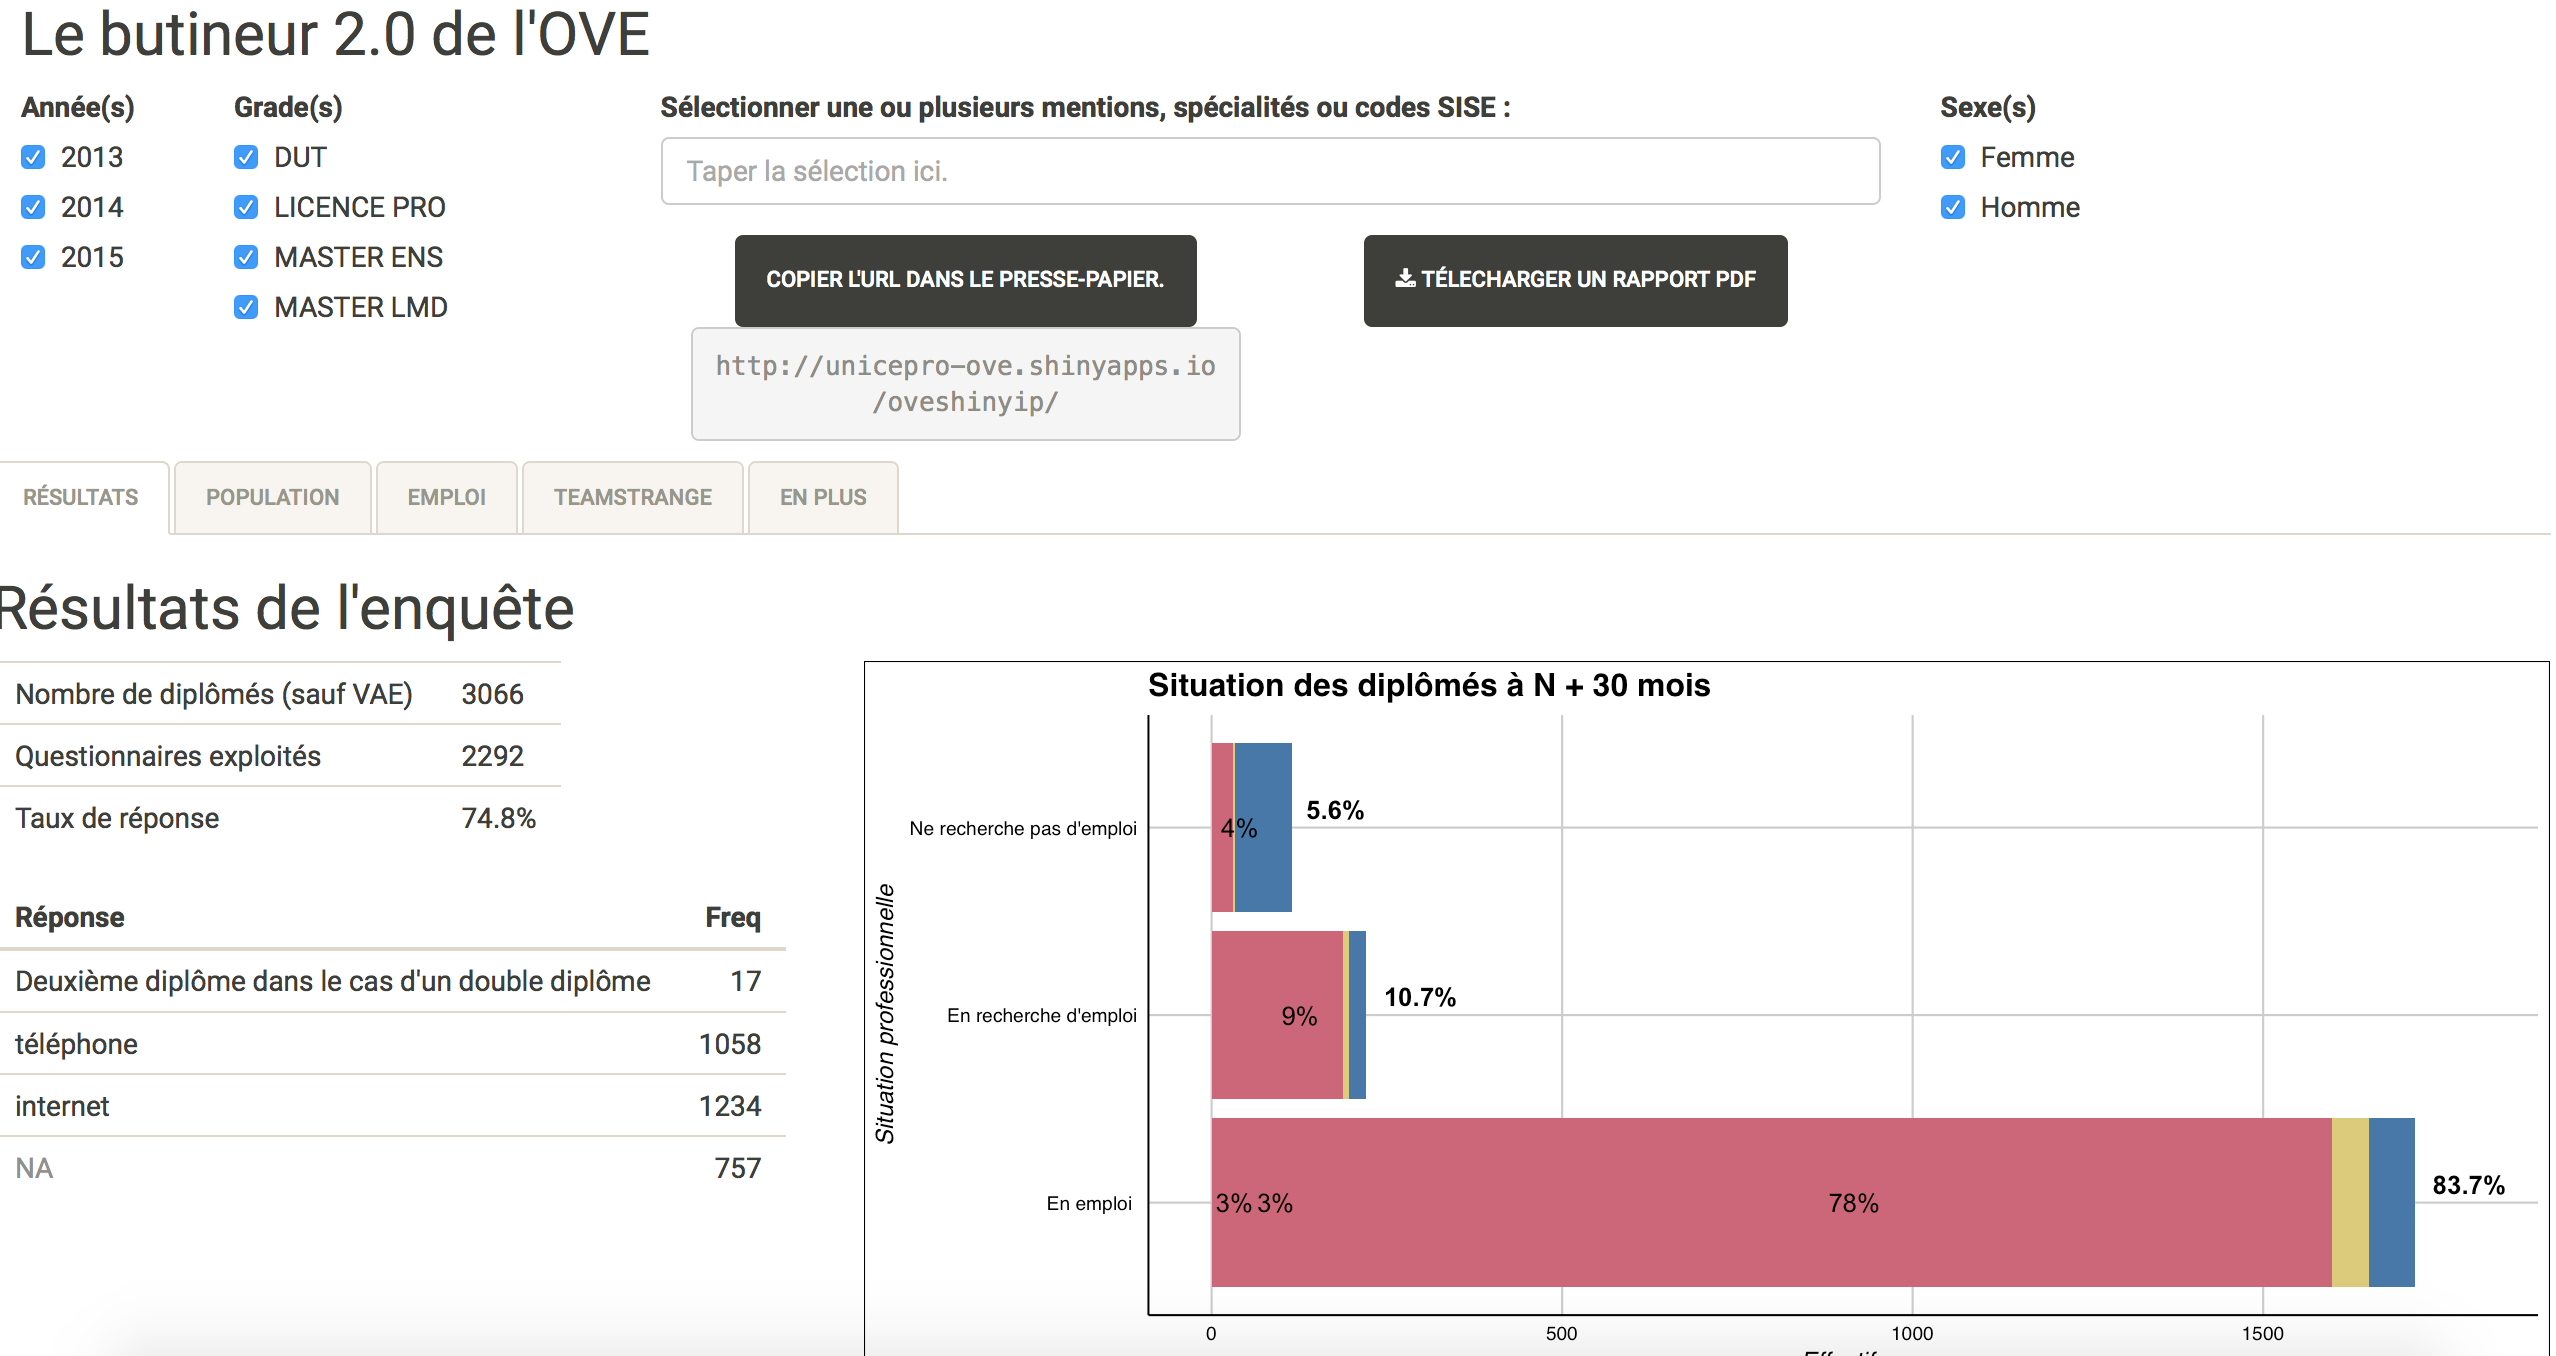 Le butineur 2.0 de l'OVE
Année(s)
2013
2014
2015
Grade(s)
DUT
LICENCE PRO
MASTER ENS
MASTER LMD
Sélectionner une ou plusieurs mentions, spécialités ou codes SISE :
Taper la sélection ici.
COPIER L'URL DANS LE PRESSE-PAPIER.
http://unicepro-ove.shinyapps.io
/oveshinyip/
TÉLECHARGER UN RAPPORT PDF
Sexe(s)
Femme
Homme
RÉSULTATS
POPULATION
EMPLOI
TEAMSTRANGE
EN PLUS
Résultats de l'enquête
Nombre de diplômés (sauf VAE) 3066
Questionnaires exploités 2292
Taux de réponse 74.8%
Réponse Freq
Deuxième diplôme dans le cas d'un double diplôme 17
téléphone 1058
internet 1234
NA 757
Situation des diplômés à N + 30 mois
Situation professionnelle
Ne recherche pas d'emploi
4%
5.6%
En recherche d'emploi
9%
10.7%
En emploi
3% 3%
78%
83.7%
0
500
1000
1500